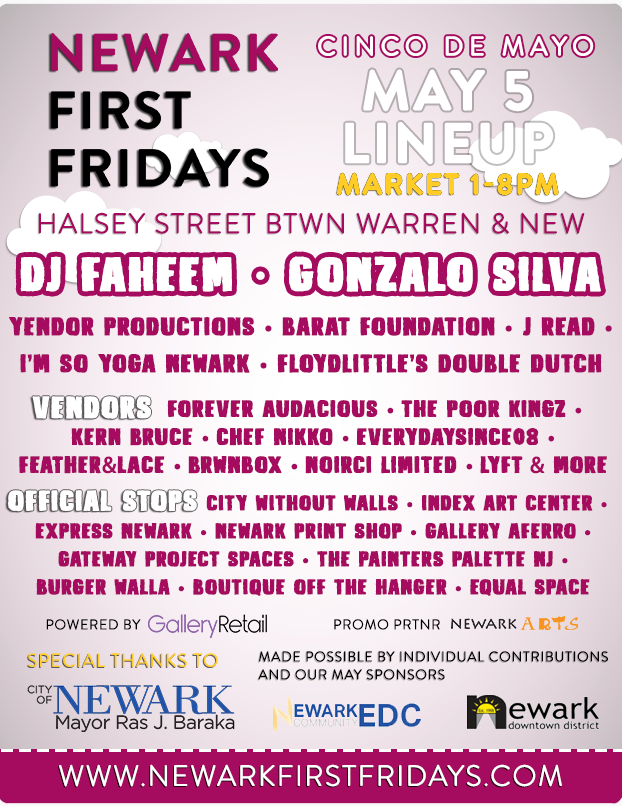 NEWARK
FIRST
FRIDAYS
CINCO DE MAYO
MAY 5
LINEUP
MARKET 1-8PM
HALSEY STREET BTWN WARREN & NEW
DJ FAHEEM • GONZALO SILVA
YENDOR PRODUCTIONS • BARAT FOUNDATION • J READ •
I'M SO YOGA NEWARK • FLOYDLITTLE'S DOUBLE DUTCH
VENDORS FOREVER AUDACIOUS • THE POOR KINGZ •
KERN BRUCE • CHEF NIKKO • EVERYDAYSINCE08 •
FEATHER&LACE • BRWNBOX • NOIRCI LIMITED • LYFT & MORE
OFFICIAL STOPS CITY WITHOUT WALLS • INDEX ART CENTER •
EXPRESS NEWARK • NEWARK PRINT SHOP • GALLERY AFERRO •
GATEWAY PROJECT SPACES • THE PAINTERS PALETTE NJ •
BURGER WALLA • BOUTIQUE OFF THE HANGER • EQUAL SPACE
POWERED BY GalleryRetail
PROMO PRTNR NEWARK ARTS
SPECIAL THANKS TO
CITY OF NEWARK
Mayor Ras J. Baraka
MADE POSSIBLE BY INDIVIDUAL CONTRIBUTIONS
AND OUR MAY SPONSORS
NEWARK COMMUNITY EDC
Newark
downtown district
WWW.NEWARKFIRSTFRIDAYS.COM